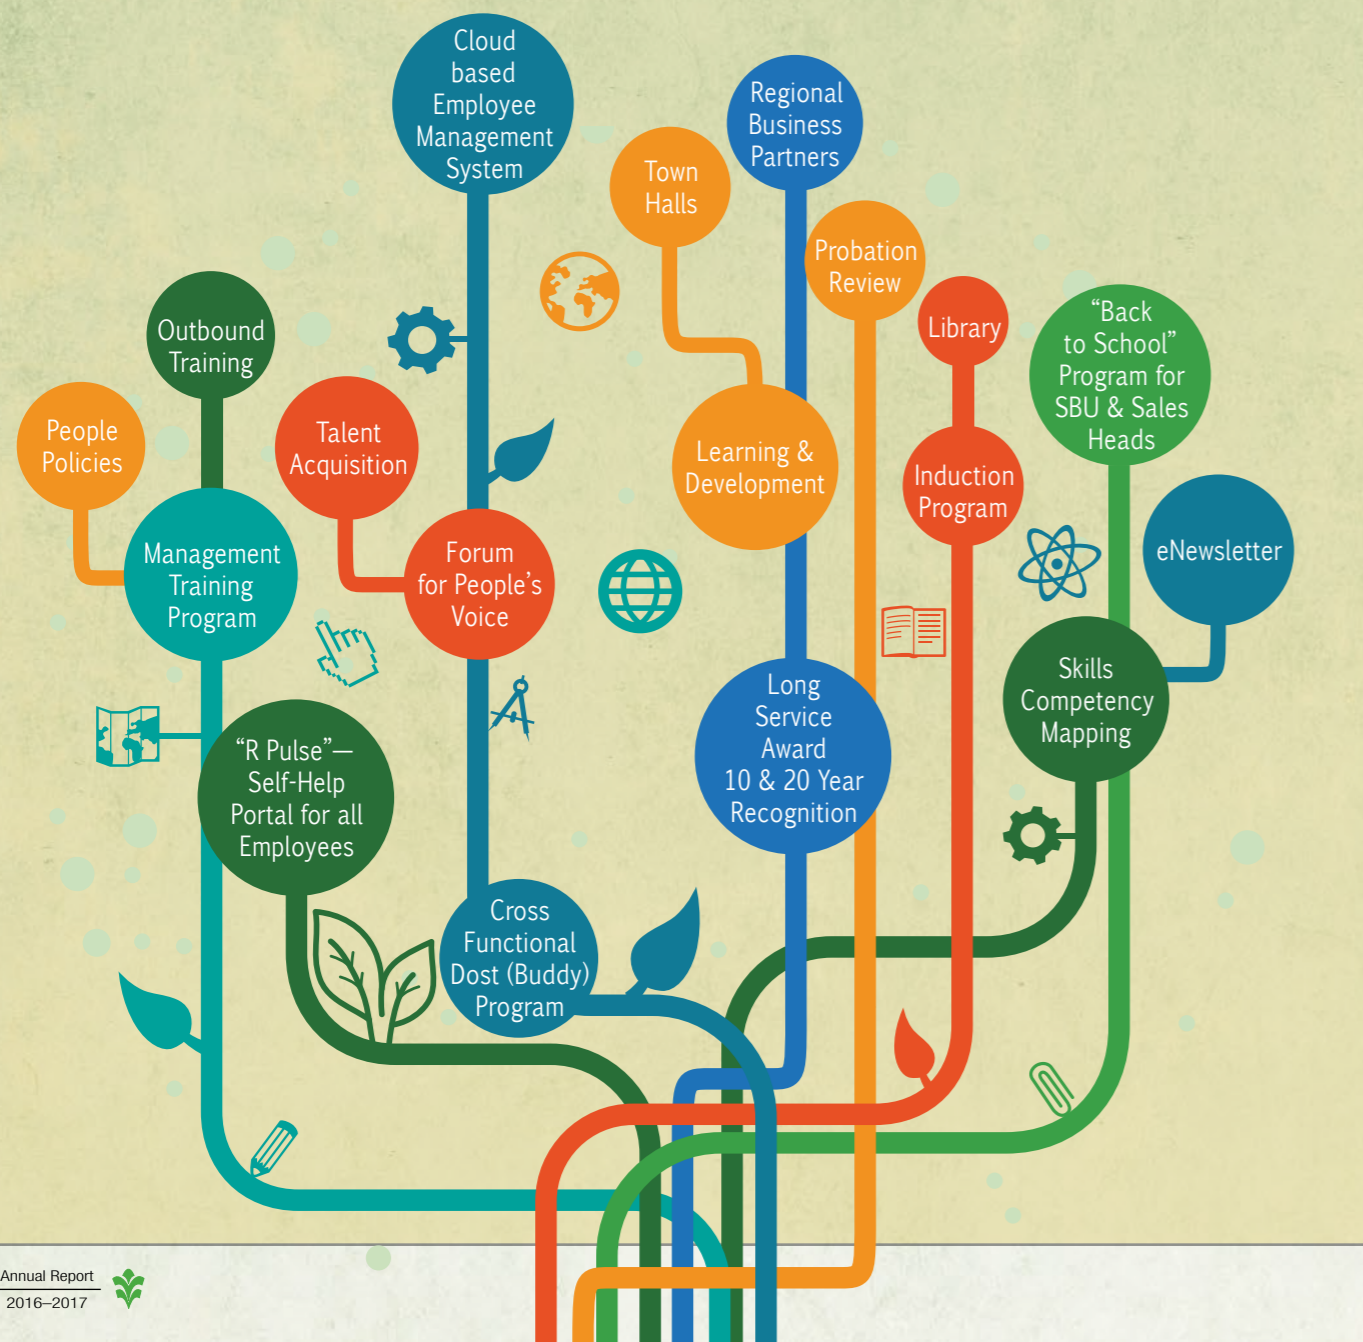 Cloud
based
Employee
Management
System
Regional
Business
Partners
Town
Halls
Probation
Review
Library
“Back
to School”
Program for
SBU & Sales
Heads
Outbound
Training
People
Policies
Talent
Acquisition
Learning &
Development
Induction
Program
eNewsletter
Management
Training
Program
Forum
for People’s
Voice
Skills
Competency
Mapping
Long
Service
Award
10 & 20 Year
Recognition
“R Pulse”—
Self-Help
Portal for all
Employees
Cross
Functional
Dost (Buddy)
Program
Annual Report
2016–2017